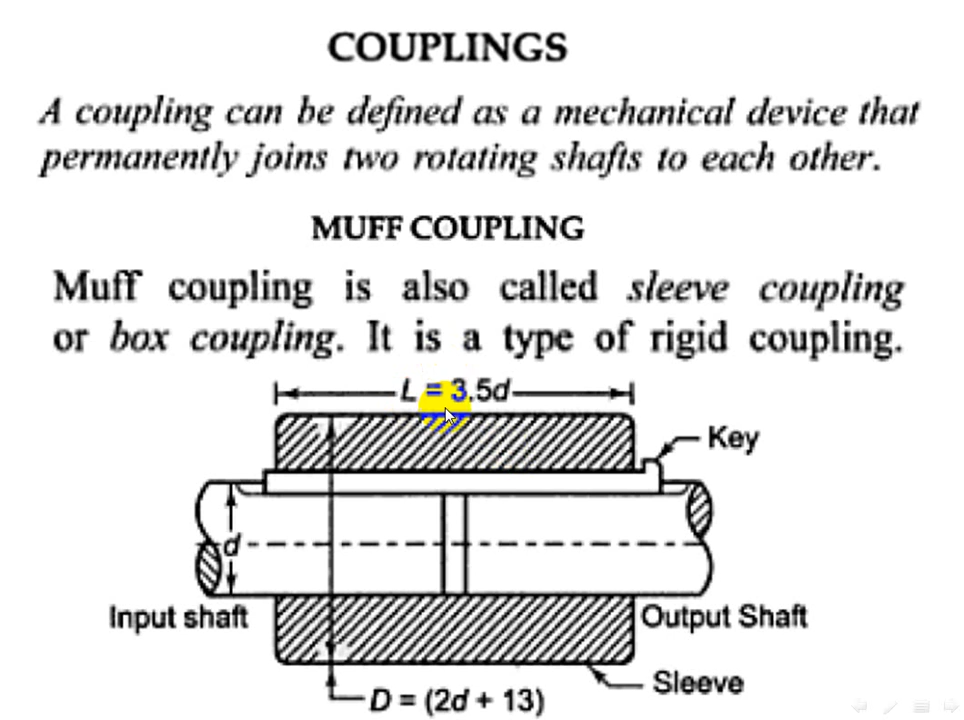 COUPLINGS
A coupling can be defined as a mechanical device that
permanently joins two rotating shafts to each other.
MUFF COUPLING
Muff coupling is also called sleeve coupling
or box coupling. It is a type of rigid coupling.
L = 3.5d
Key
d
Input shaft
Output Shaft
Sleeve
D = (2d + 13)